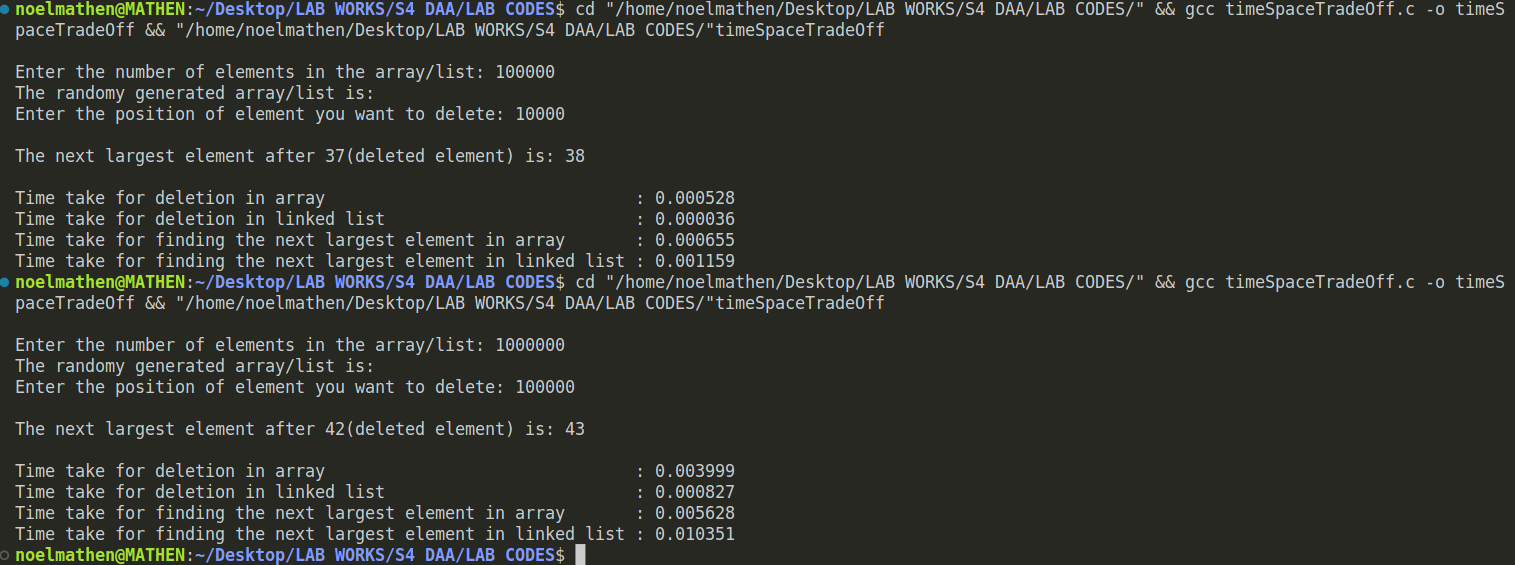 noelmathen@MATHEN:~/Desktop/LAB WORKS/S4 DAA/LAB CODES$ cd "/home/noelmathen/Desktop/LAB WORKS/S4 DAA/LAB CODES/" && gcc timeSpaceTradeOff.c -o timeS
paceTradeOff && "/home/noelmathen/Desktop/LAB WORKS/S4 DAA/LAB CODES/"timeSpaceTradeOff
Enter the number of elements in the array/list: 100000
The randomy generated array/list is:
Enter the position of element you want to delete: 10000
The next largest element after 37(deleted element) is: 38
Time take for deletion in array : 0.000528
Time take for deletion in linked list : 0.000036
Time take for finding the next largest element in array : 0.000655
Time take for finding the next largest element in linked list : 0.001159
noelmathen@MATHEN:~/Desktop/LAB WORKS/S4 DAA/LAB CODES$ cd "/home/noelmathen/Desktop/LAB WORKS/S4 DAA/LAB CODES/" && gcc timeSpaceTradeOff.c -o timeS
paceTradeOff && "/home/noelmathen/Desktop/LAB WORKS/S4 DAA/LAB CODES/"timeSpaceTradeOff
Enter the number of elements in the array/list: 1000000
The randomy generated array/list is:
Enter the position of element you want to delete: 100000
The next largest element after 42(deleted element) is: 43
Time take for deletion in array : 0.003999
Time take for deletion in linked list : 0.000827
Time take for finding the next largest element in array : 0.005628
Time take for finding the next largest element in linked list : 0.010351
noelmathen@MATHEN:~/Desktop/LAB WORKS/S4 DAA/LAB CODES$